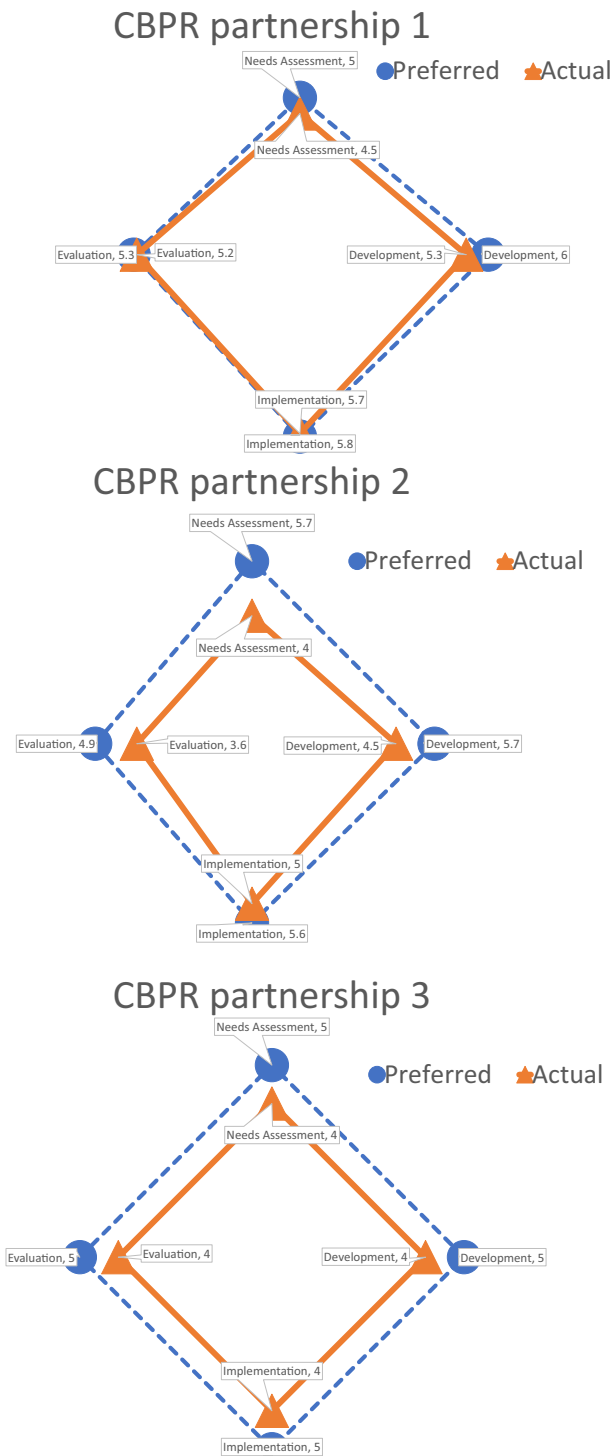 CBPR partnership 1
Needs Assessment, 5
Preferred Actual
Needs Assessment, 4.5
Evaluation, 5.3 Evaluation, 5.2 Development, 5.3 Development, 6
Implementation, 5.7
Implementation, 5.8
CBPR partnership 2
Needs Assessment, 5.7
Preferred Actual
Needs Assessment, 4
Evaluation, 4.9 Evaluation, 3.6 Development, 4.5 Development, 5.7
Implementation, 5
Implementation, 5.6
CBPR partnership 3
Needs Assessment, 5
Preferred Actual
Needs Assessment, 4
Evaluation, 5 Evaluation, 4 Development, 4 Development, 5
Implementation, 4
Implementation, 5